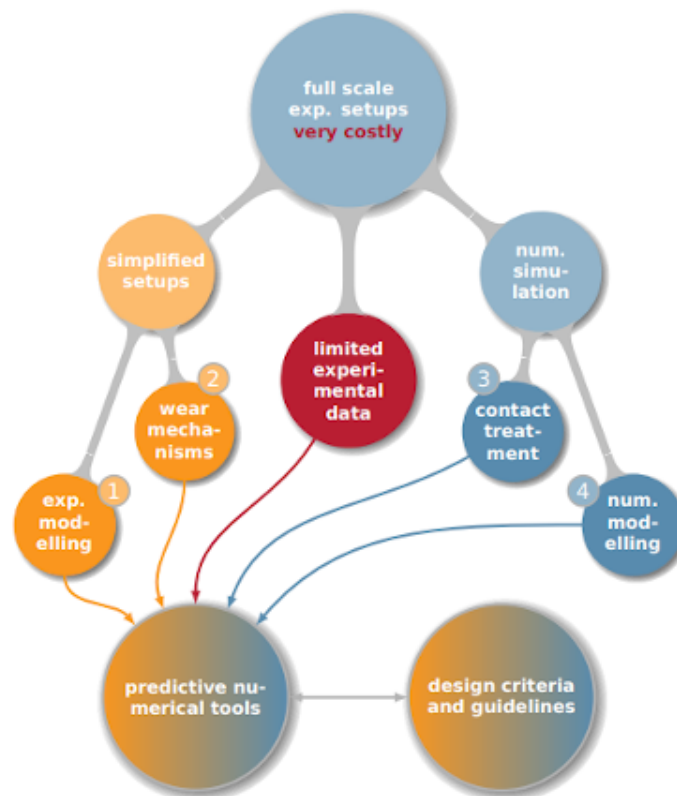 full scale
exp. setups
very costly
simplified
setups
num.
simu-
lation
limited
experi-
mental
data
2
wear
mecha-
nisms
3
contact
treat-
ment
1
exp.
mod-
elling
4
num.
mod-
elling
predictive nu-
merical tools
design criteria
and guidelines